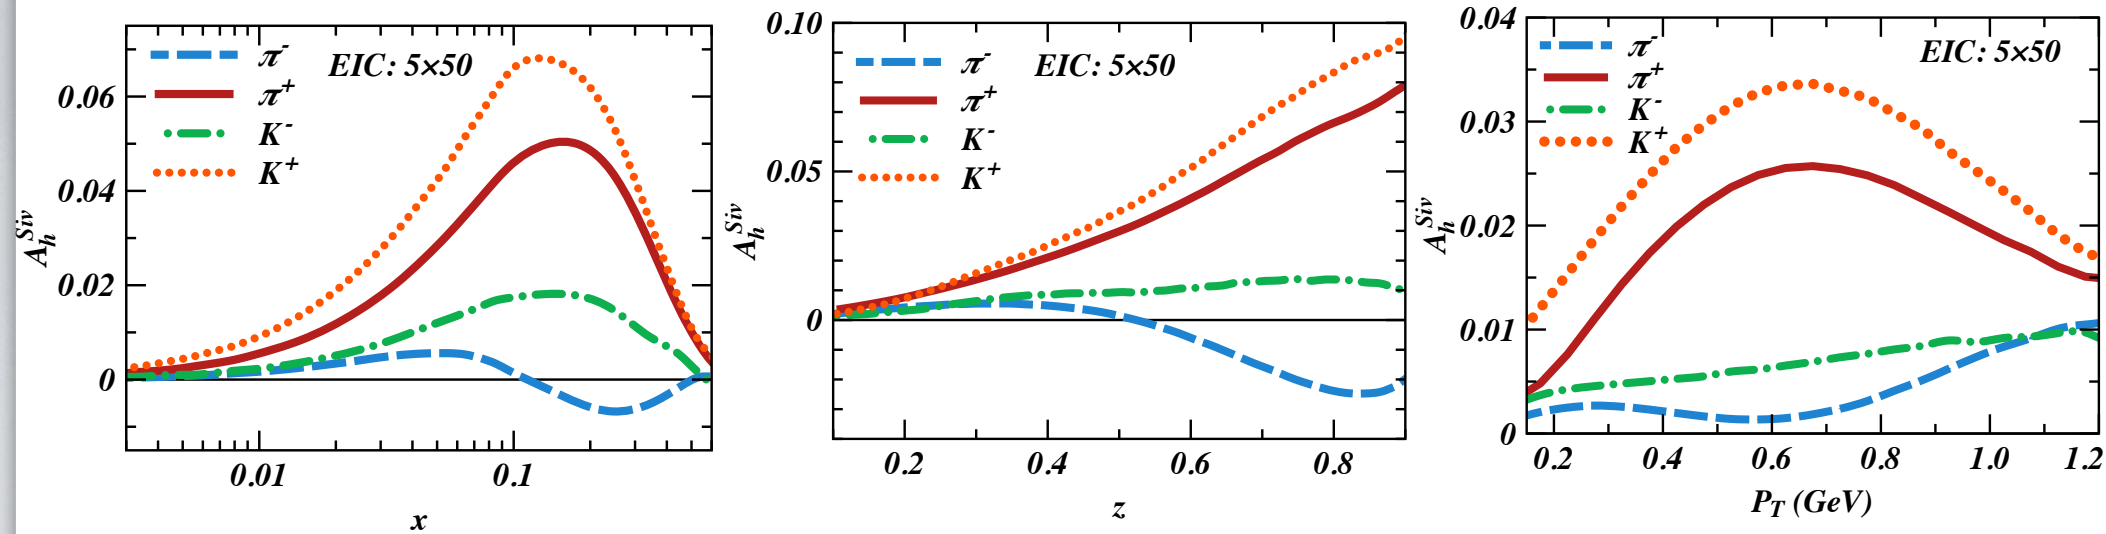 π-
π+
K-
K+
EIC: 5×50
0.06
0.04
0.02
0
A_h^Siv
0.01 0.1
x
π-
π+
K-
K+
EIC: 5×50
0.10
0.05
0
A_h^Siv
0.2 0.4 0.6 0.8
z
π-
π+
K-
K+
EIC: 5×50
0.04
0.03
0.02
0.01
0
A_h^Siv
0.2 0.4 0.6 0.8 1.0 1.2
P_T (GeV)